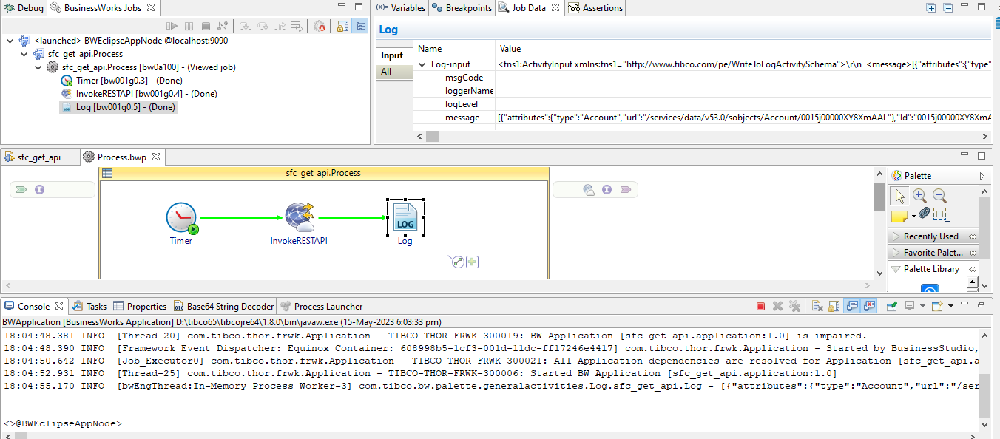 Debug BusinessWorks Jobs
<launched> BWEclipseAppNode @localhost:9090
sfc_get_api.Process
sfc_get_api.Process [bw0a100] - (Viewed job)
Timer [bw001g0.3] - (Done)
InvokeRESTAPI [bw001g0.4] - (Done)
Log [bw001g0.5] - (Done)
(x)= Variables Breakpoints Job Data Assertions
Log
Input
All
Name Value
Log-input <tns1:ActivityInput xmlns:tns1="http://www.tibco.com/pe/WriteToLogActivitySchema">\r\n <message>[{"attributes":{"type"
msgCode
loggerName
logLevel
message [{"attributes":{"type":"Account","url":"/services/data/v53.0/sobjects/Account/0015j00000XY8XmAAL"},"Id":"0015j00000XY8XmA
sfc_get_api Process.bwp
sfc_get_api.Process
Timer
InvokeRESTAPI
LOG
Log
Palette
Recently Used
Favorite Palet...
Palette Library
Console Tasks Properties Base64 String Decoder Process Launcher
BWApplication [BusinessWorks Application] D:\tibco65\tibcojre64\1.8.0\bin\javaw.exe (15-May-2023 6:03:33 pm)
18:04:48.381 INFO [Thread-20] com.tibco.thor.frwk.Application - TIBCO-THOR-FRWK-300019: BW Application [sfc_get_api.application:1.0] is impaired.
18:04:48.390 INFO [Framework Event Dispatcher: Equinox Container: 608998b5-1cf3-001d-11dc-ff17246e4417] com.tibco.thor.frwk.Application - Started by BusinessStudio,
18:04:50.642 INFO [Job_Executor0] com.tibco.thor.frwk.Application - TIBCO-THOR-FRWK-300021: All Application dependencies are resolved for Application [sfc_get_api.a
18:04:52.931 INFO [Thread-25] com.tibco.thor.frwk.Application - TIBCO-THOR-FRWK-300006: Started BW Application [sfc_get_api.application:1.0]
18:04:55.170 INFO [bwEngThread:In-Memory Process Worker-3] com.tibco.bw.palette.generalactivities.Log.sfc_get_api.Log - [{"attributes":{"type":"Account","url":"/ser
<>@BWEclipseAppNode>